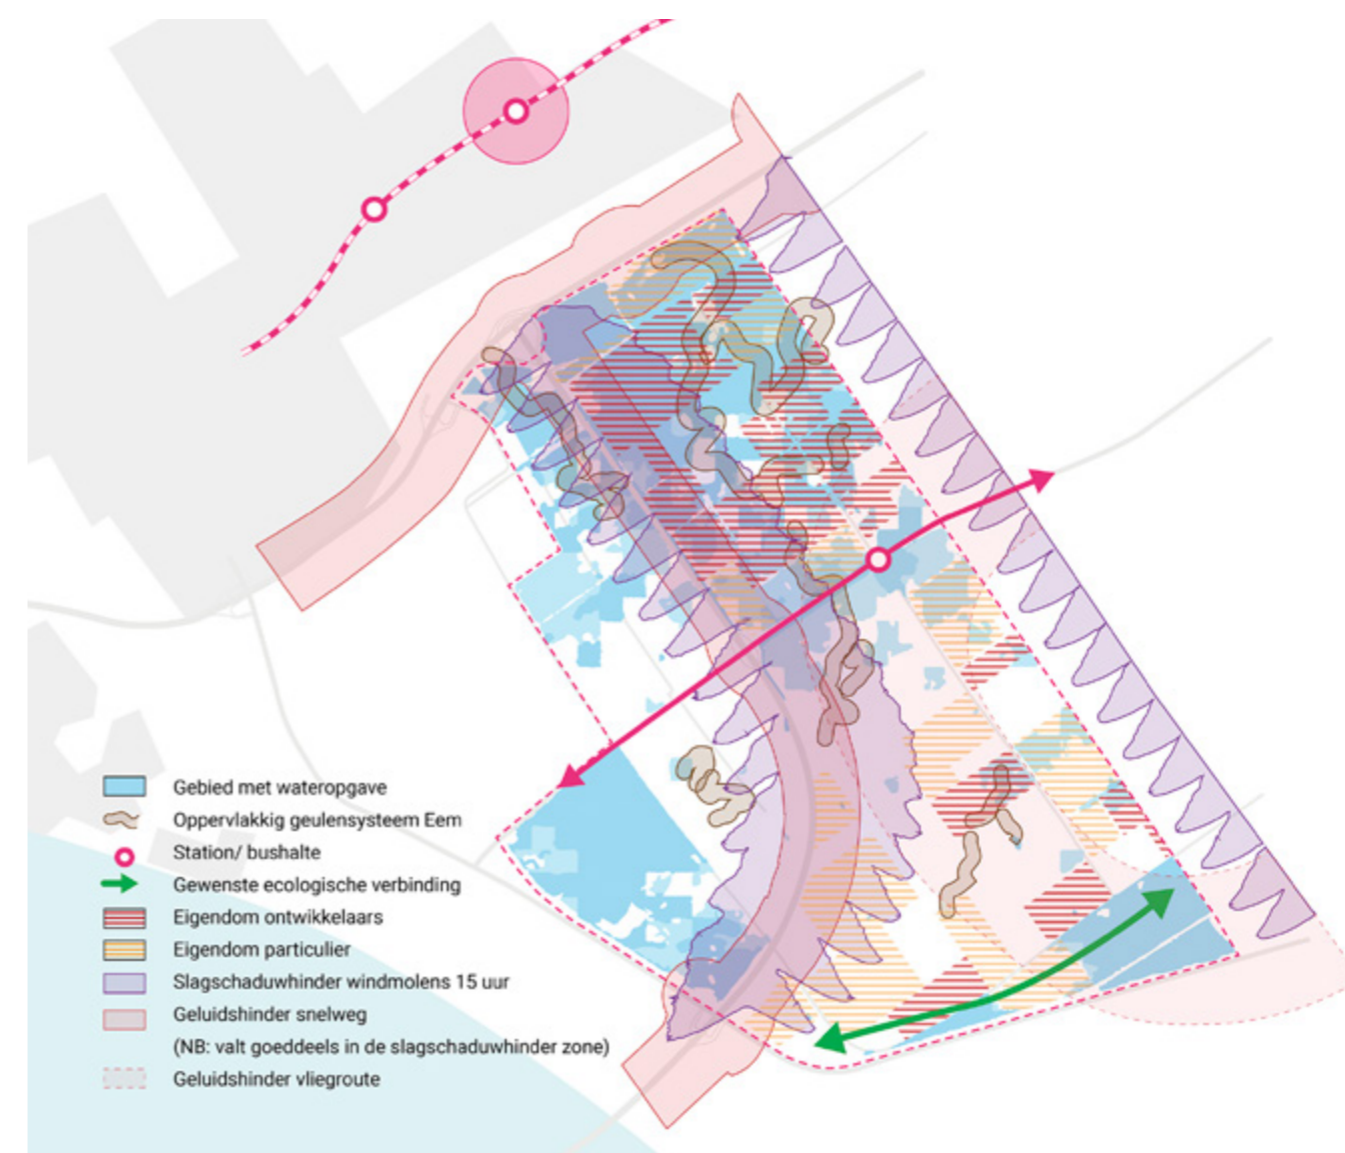 Gebied met wateropgave
Oppervlakkig geulensysteem Eem
Station/ bushalte
Gewenste ecologische verbinding
Eigendom ontwikkelaars
Eigendom particulier
Slagschaduwhinder windmolens 15 uur
Geluidshinder snelweg
(NB: valt goeddeels in de slagschaduwhinder zone)
Geluidshinder vliegroute